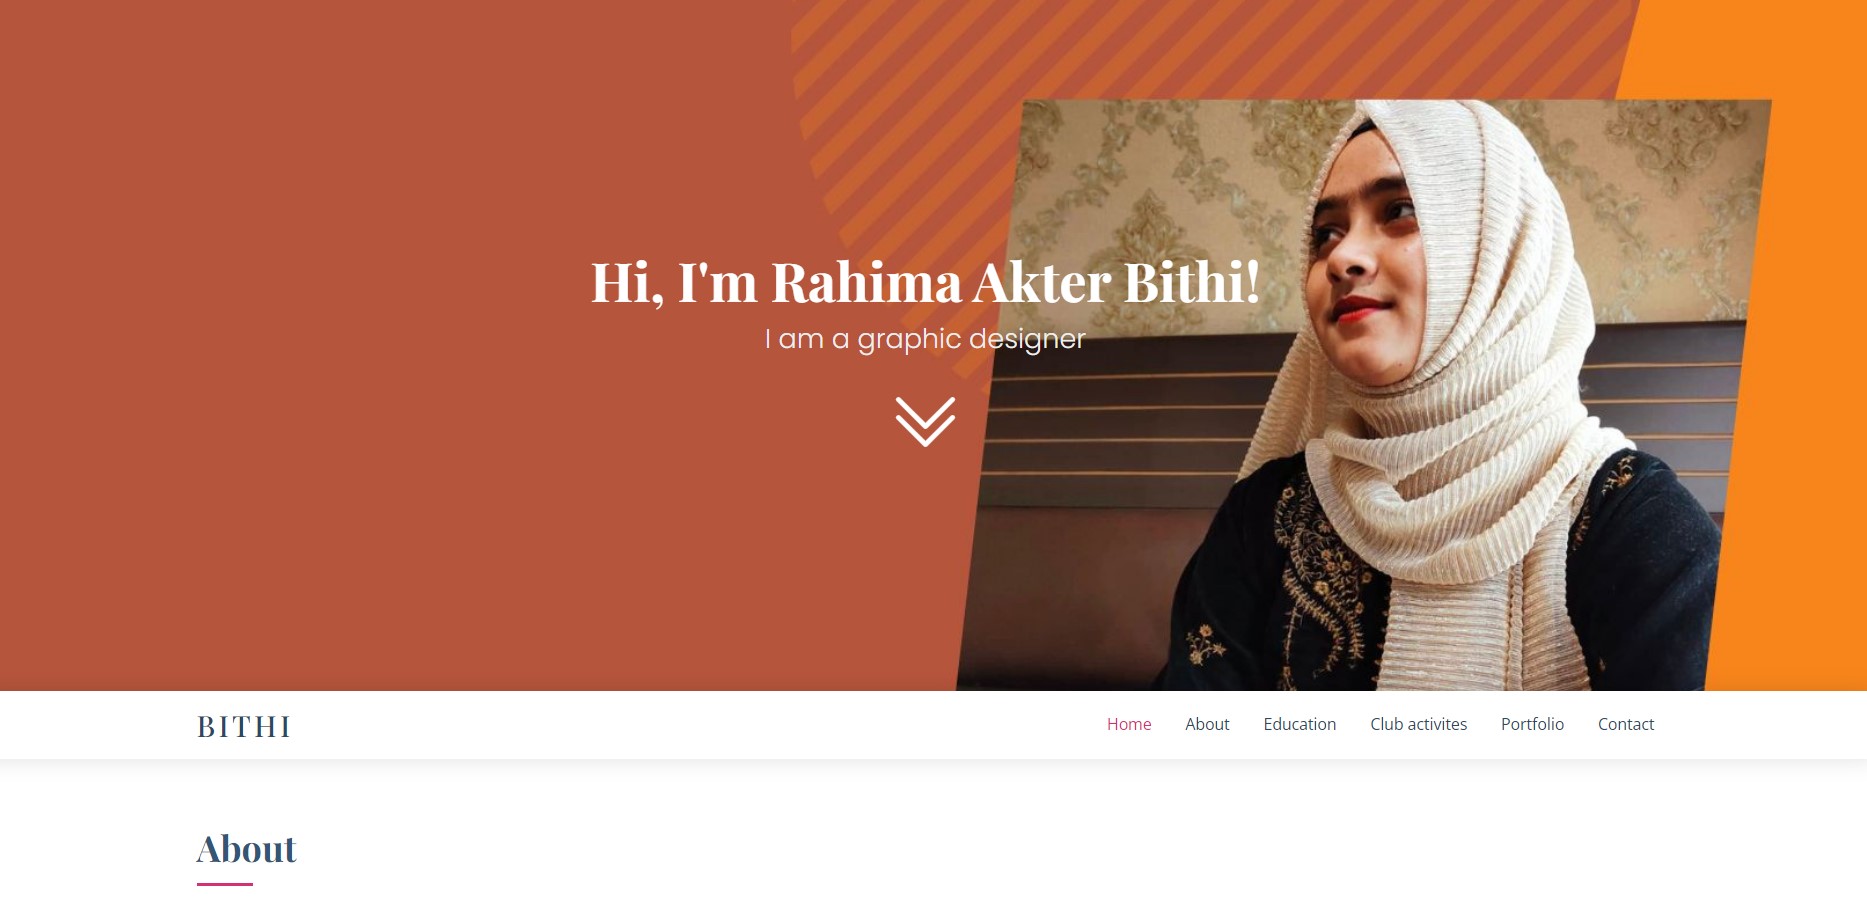 Hi, I'm Rahima Akter Bithi!
I am a graphic designer
BITHI
Home About Education Club activites Portfolio Contact
About